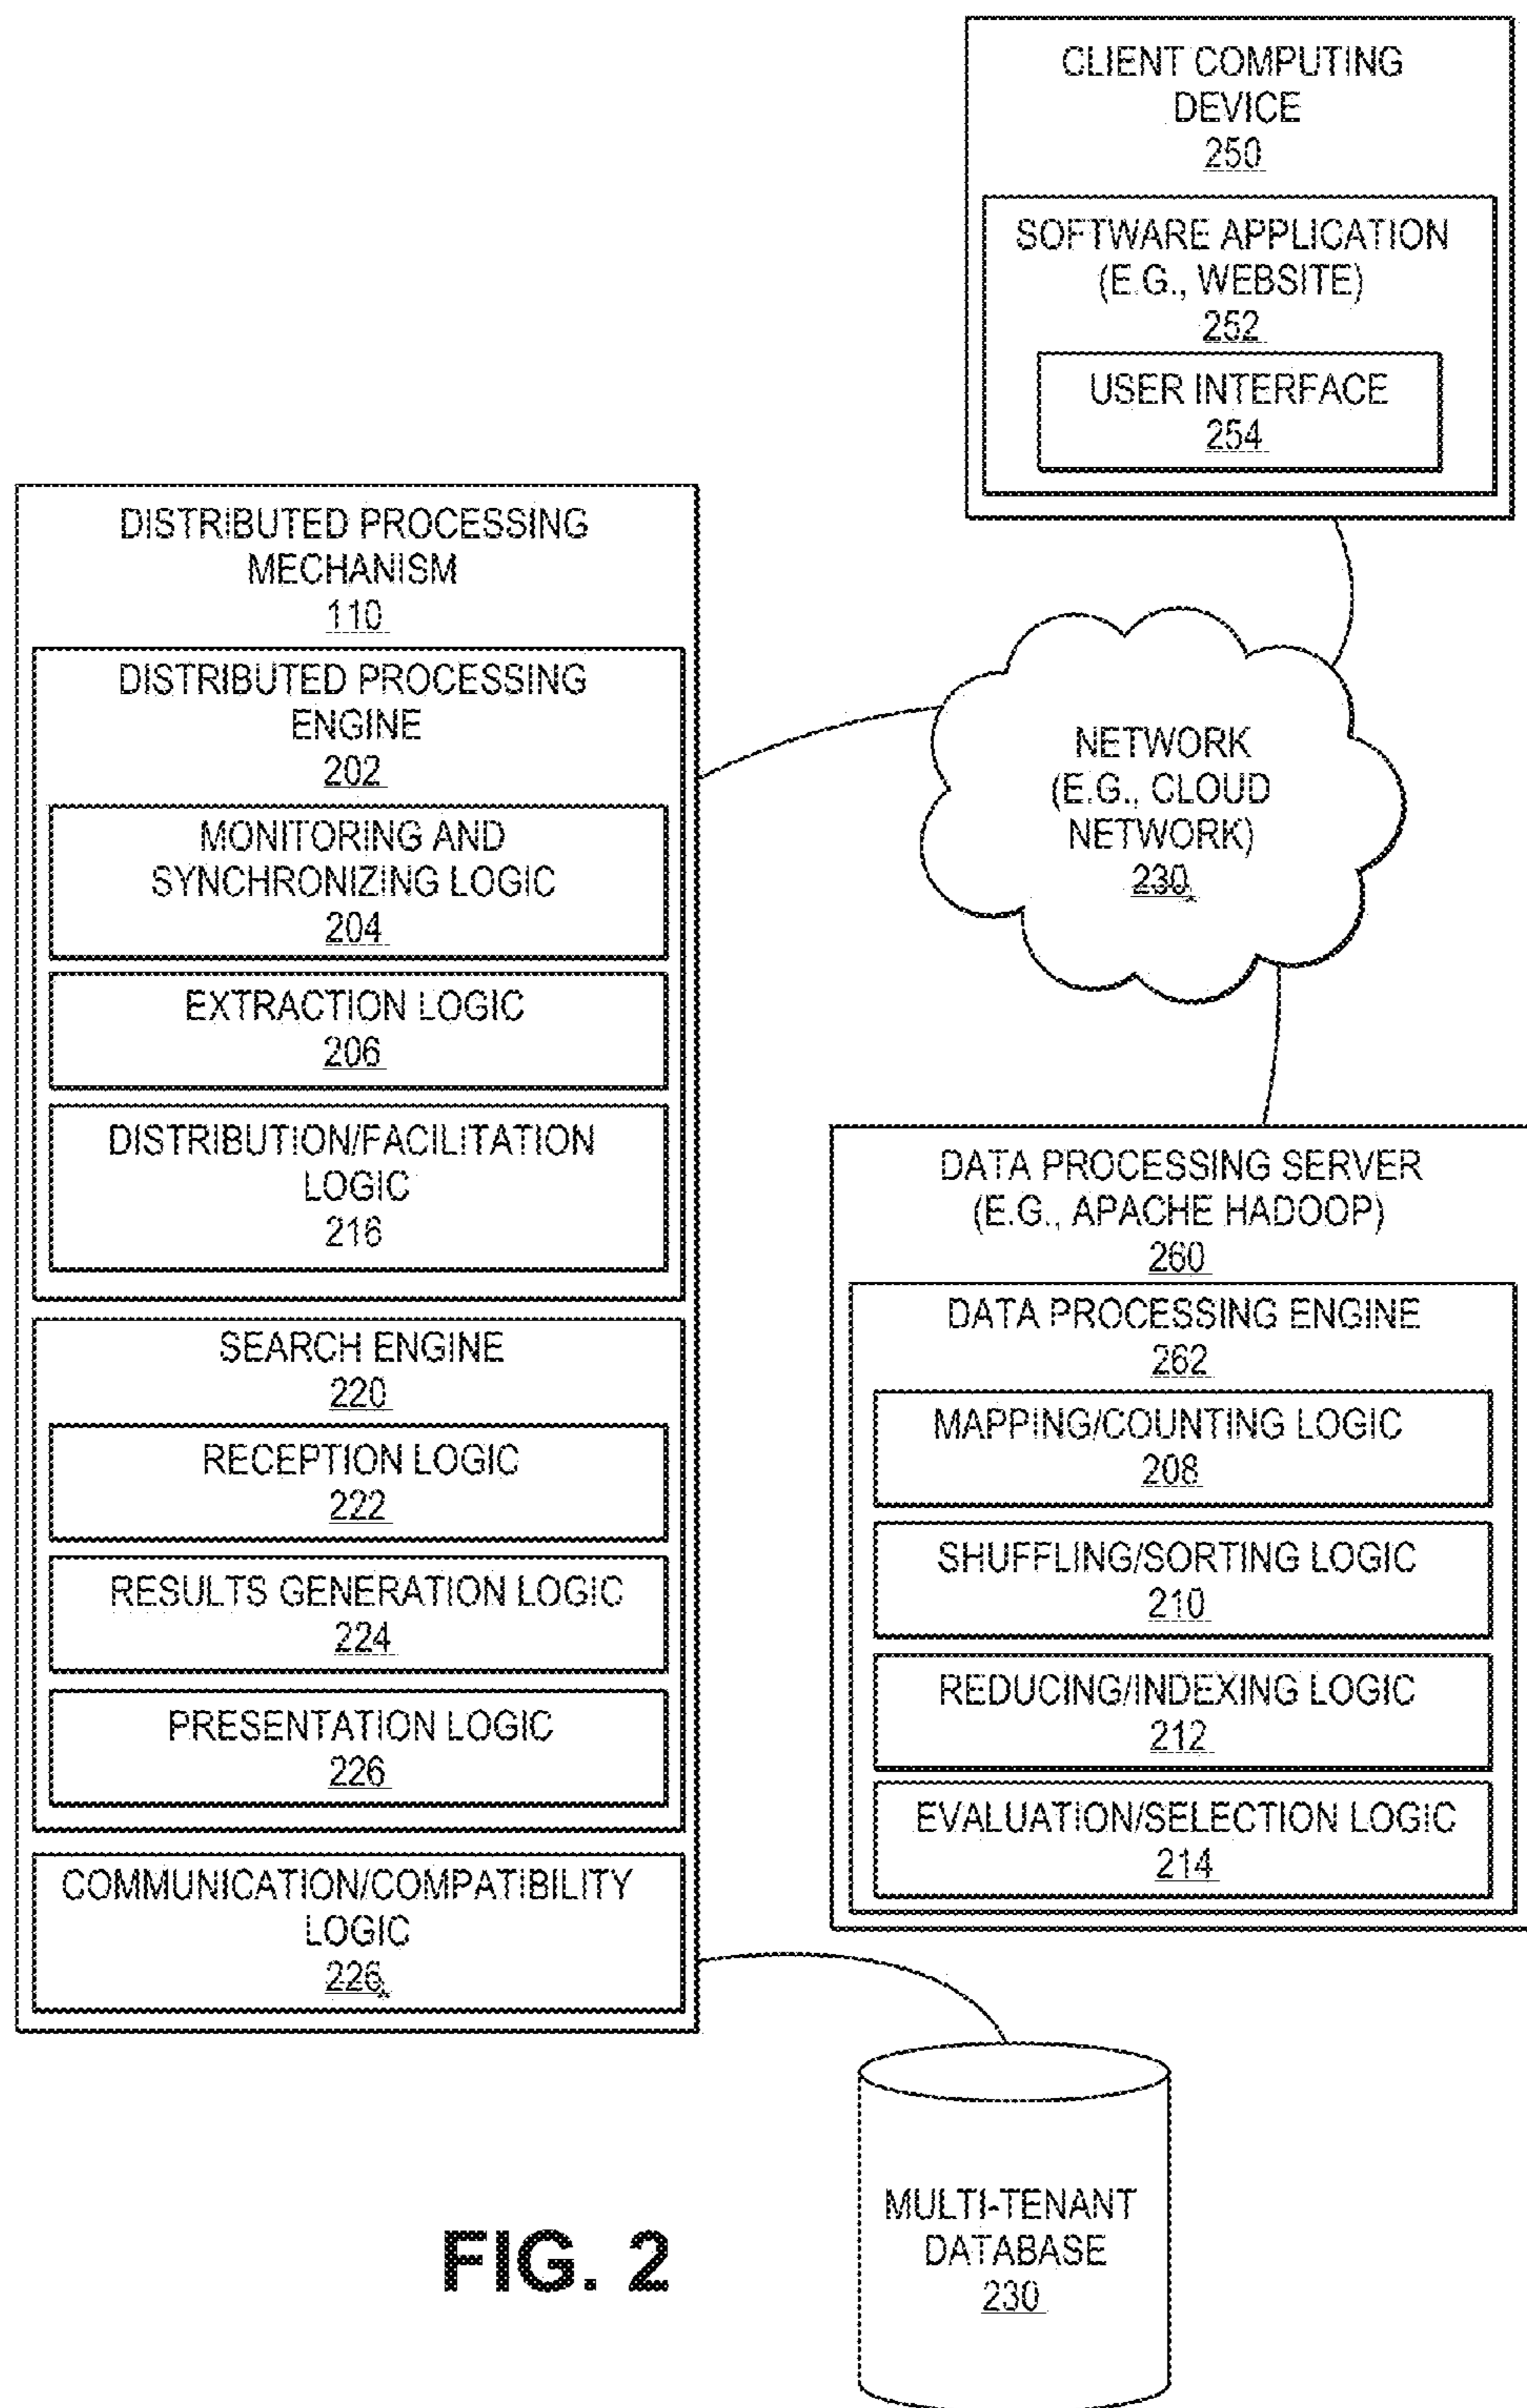 CLIENT COMPUTING
DEVICE
250
SOFTWARE APPLICATION
(E.G., WEBSITE)
252
USER INTERFACE
254
DISTRIBUTED PROCESSING
MECHANISM
110
DISTRIBUTED PROCESSING
ENGINE
202
MONITORING AND
SYNCHRONIZING LOGIC
204
EXTRACTION LOGIC
206
DISTRIBUTION/FACILITATION
LOGIC
216
SEARCH ENGINE
220
RECEPTION LOGIC
222
RESULTS GENERATION LOGIC
224
PRESENTATION LOGIC
226
COMMUNICATION/COMPATIBILITY
LOGIC
226
NETWORK
(E.G., CLOUD
NETWORK)
230
DATA PROCESSING SERVER
(E.G., APACHE HADOOP)
260
DATA PROCESSING ENGINE
262
MAPPING/COUNTING LOGIC
208
SHUFFLING/SORTING LOGIC
210
REDUCING/INDEXING LOGIC
212
EVALUATION/SELECTION LOGIC
214
MULTI-TENANT
DATABASE
230
FIG. 2